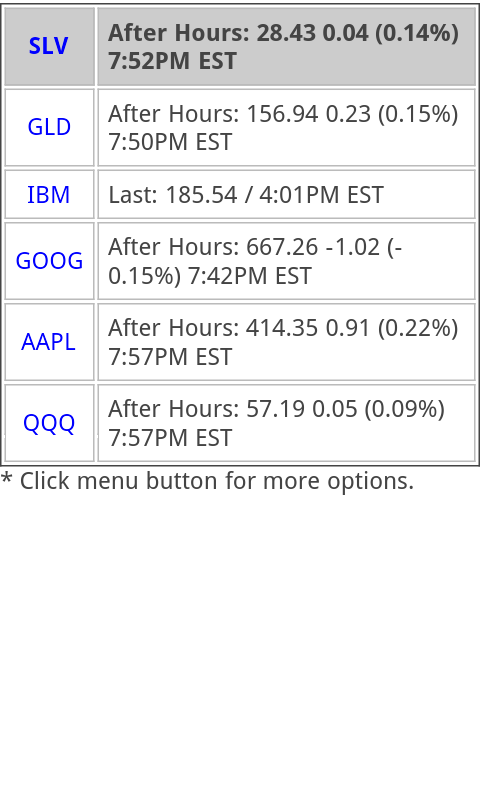 SLV
After Hours: 28.43 0.04 (0.14%)
7:52PM EST
GLD
After Hours: 156.94 0.23 (0.15%)
7:50PM EST
IBM
Last: 185.54 / 4:01PM EST
GOOG
After Hours: 667.26 -1.02 (-
0.15%) 7:42PM EST
AAPL
After Hours: 414.35 0.91 (0.22%)
7:57PM EST
QQQ
After Hours: 57.19 0.05 (0.09%)
7:57PM EST
* Click menu button for more options.